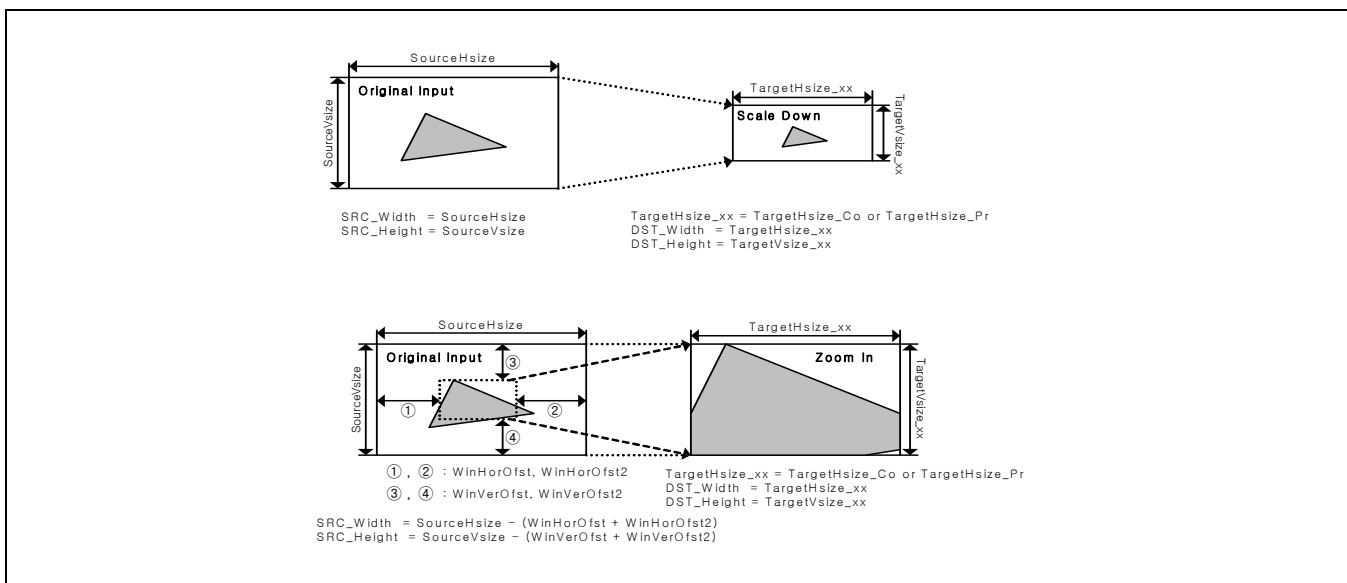 SourceHsize
SourceVsize
Original Input
TargetHsize_xx
Scale Down
TargetVsize_xx
SRC_Width = SourceHsize
SRC_Height = SourceVsize
TargetHsize_xx = TargetHsize_Co or TargetHsize_Pr
DST_Width = TargetHsize_xx
DST_Height = TargetVsize_xx
SourceHsize
SourceVsize
Original Input
③
①
②
④
TargetHsize_xx
Zoom In
TargetVsize_xx
①, ② : WinHorOfst, WinHorOfst2
③, ④ : WinVerOfst, WinVerOfst2
SRC_Width = SourceHsize - (WinHorOfst + WinHorOfst2)
SRC_Height = SourceVsize - (WinVerOfst + WinVerOfst2)
TargetHsize_xx = TargetHsize_Co or TargetHsize_Pr
DST_Width = TargetHsize_xx
DST_Height = TargetVsize_xx